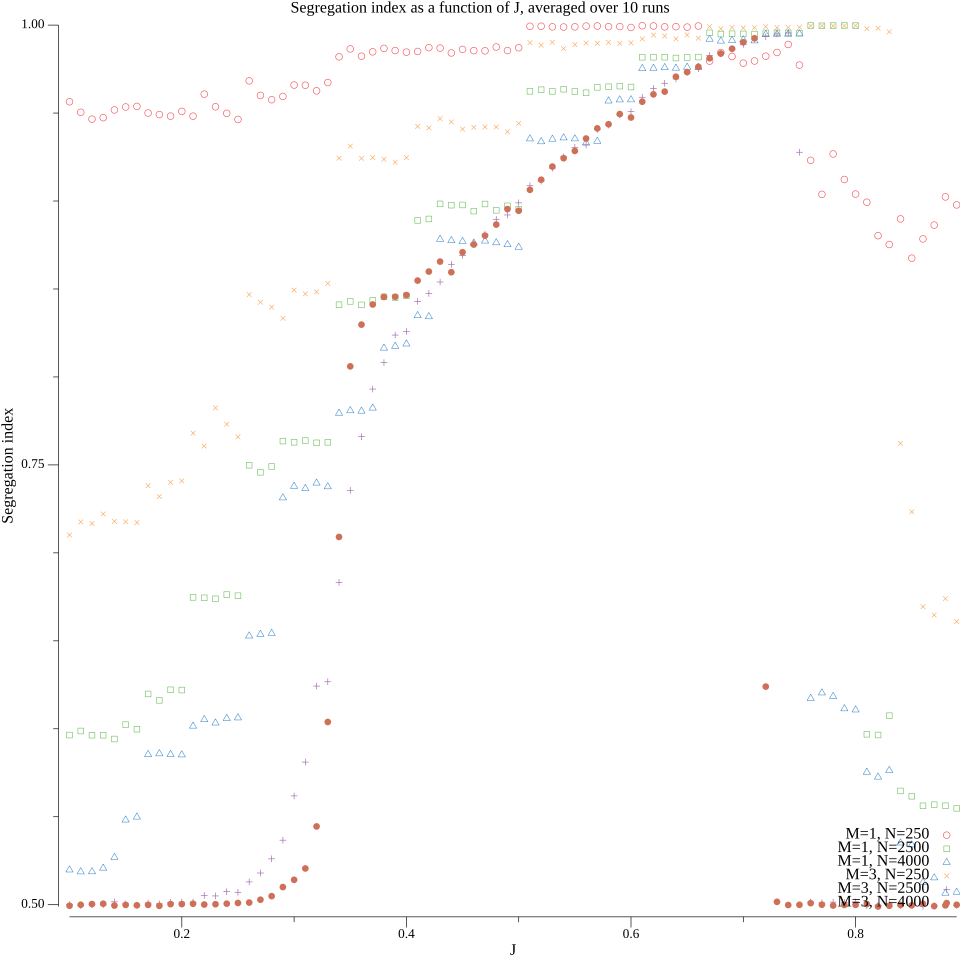 Segregation index as a function of J, averaged over 10 runs
1.00
0.75
0.50
Segregation index
M=1, N=250
M=1, N=2500
M=1, N=4000
M=3, N=250
M=3, N=2500
M=3, N=4000
0.2 0.4 0.6 0.8
J